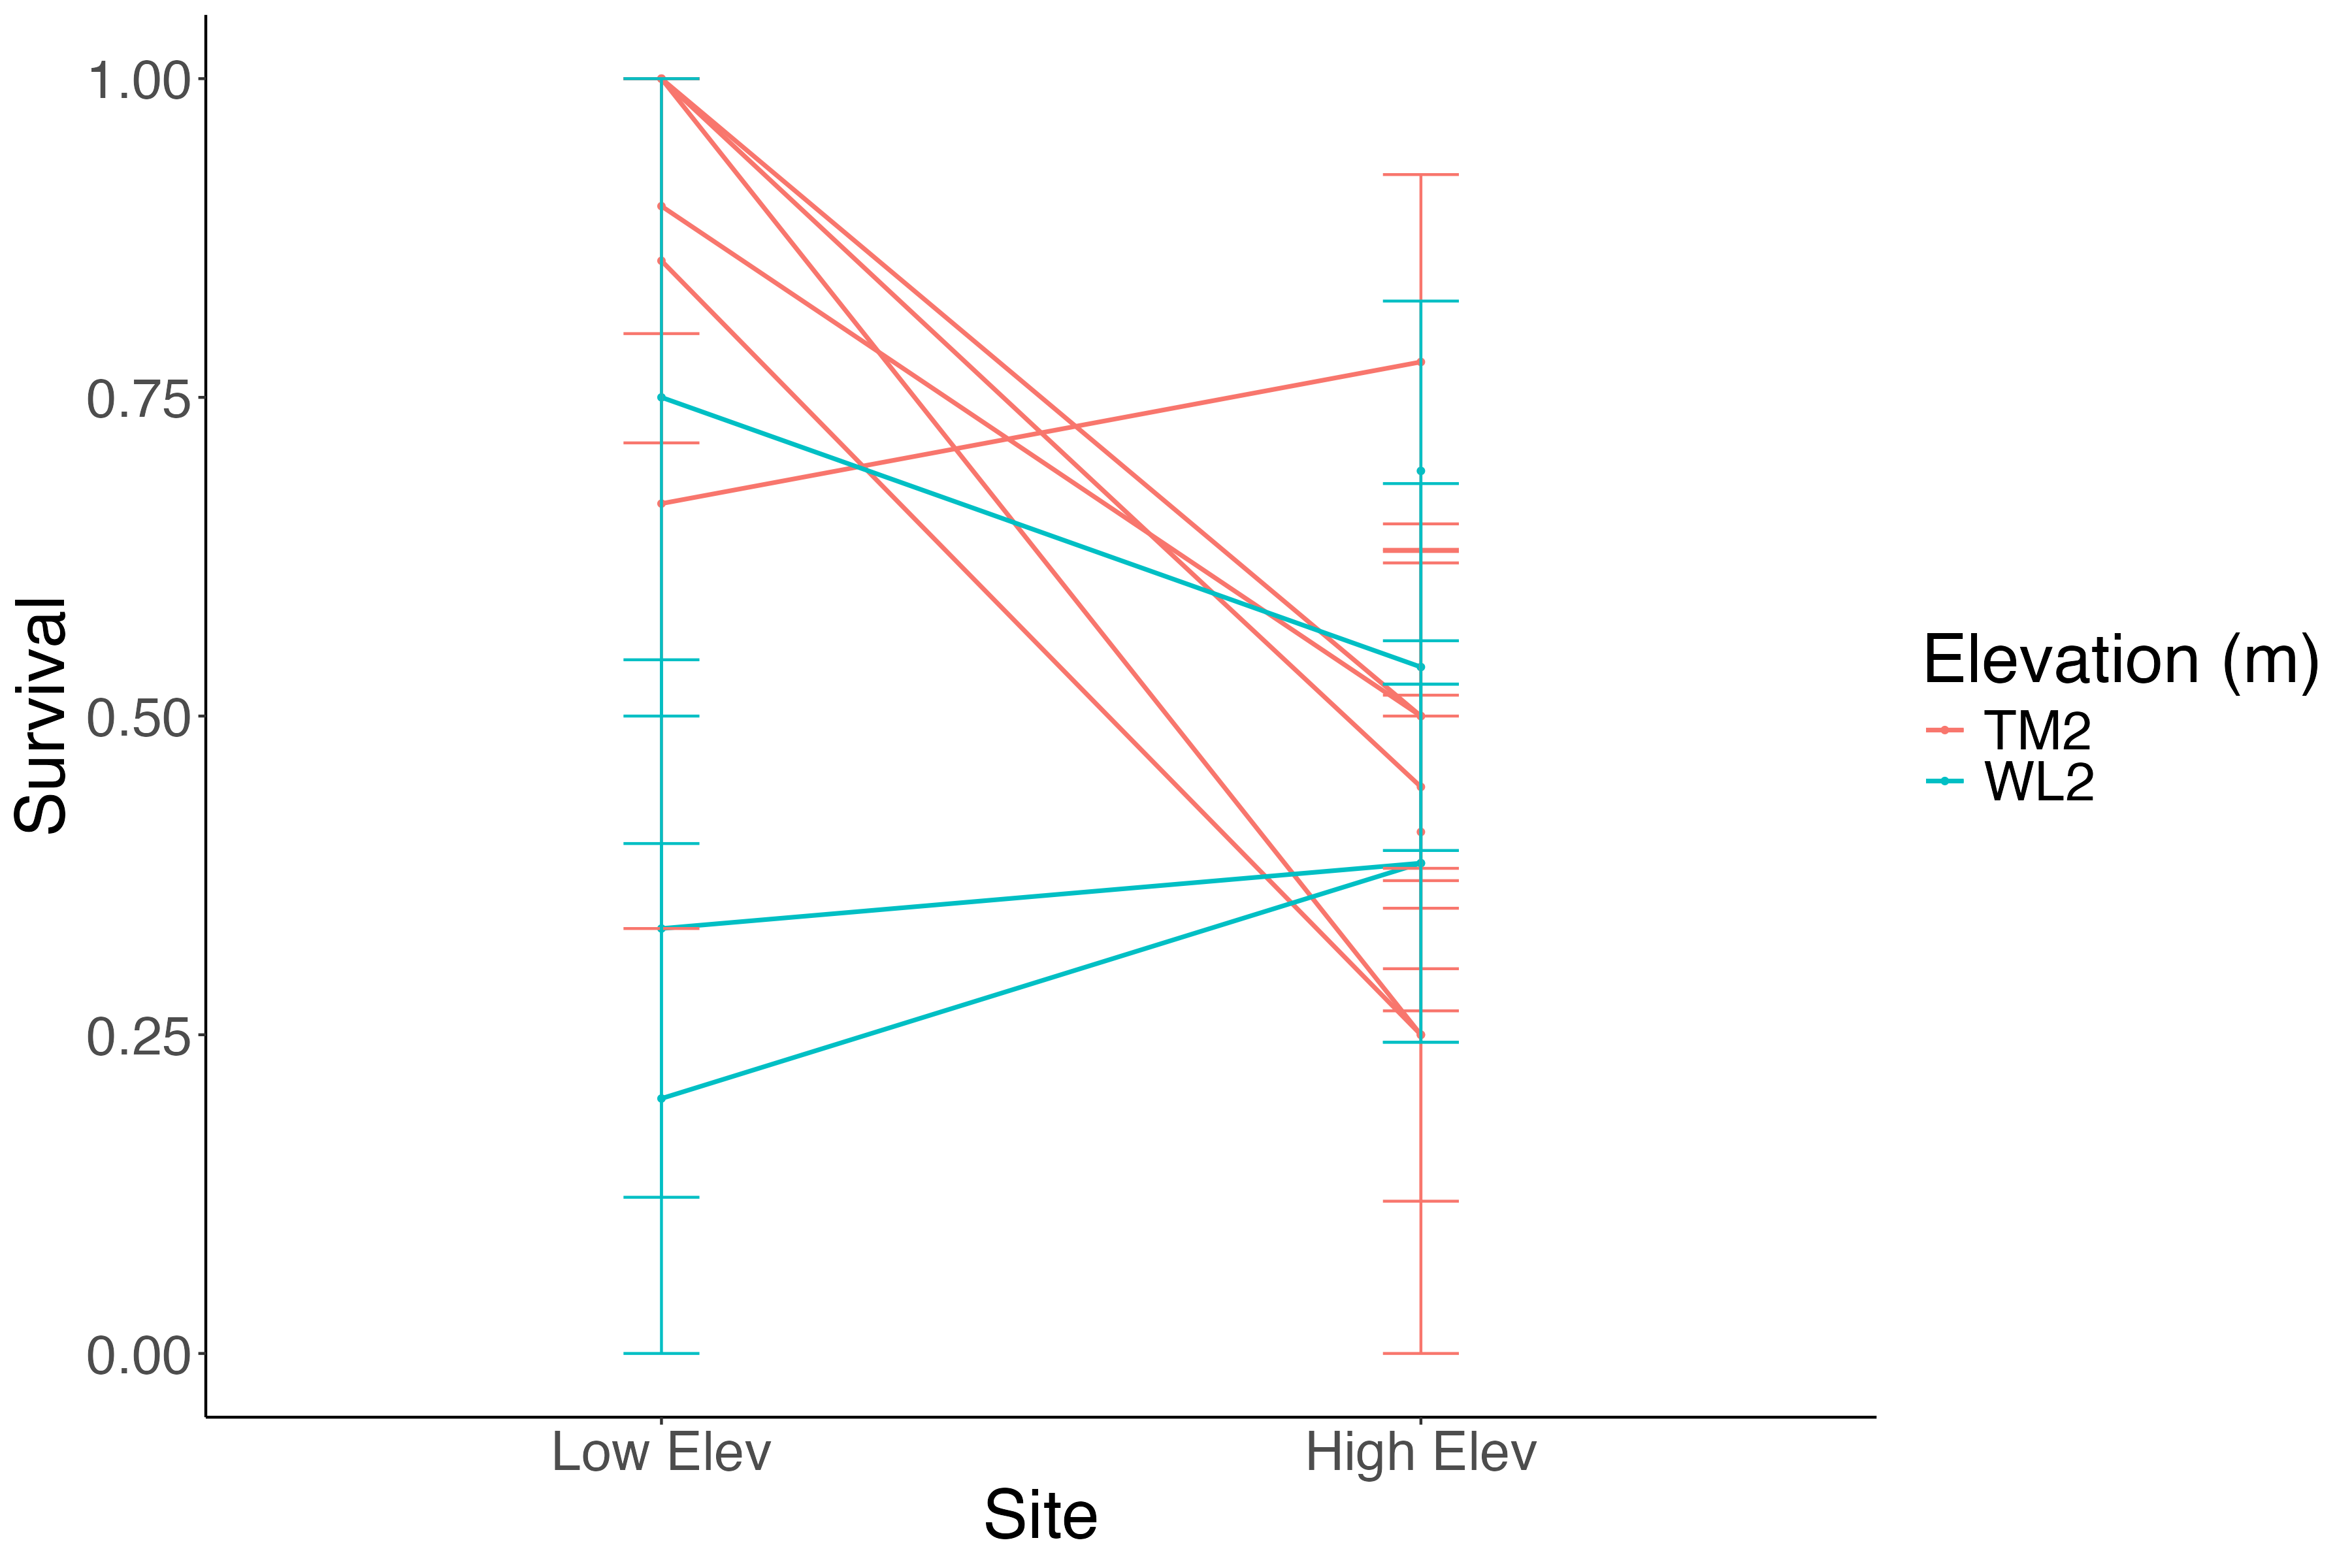 1.00
0.75
0.50
0.25
0.00
Survival
Low Elev
High Elev
Site
Elevation (m)
TM2
WL2